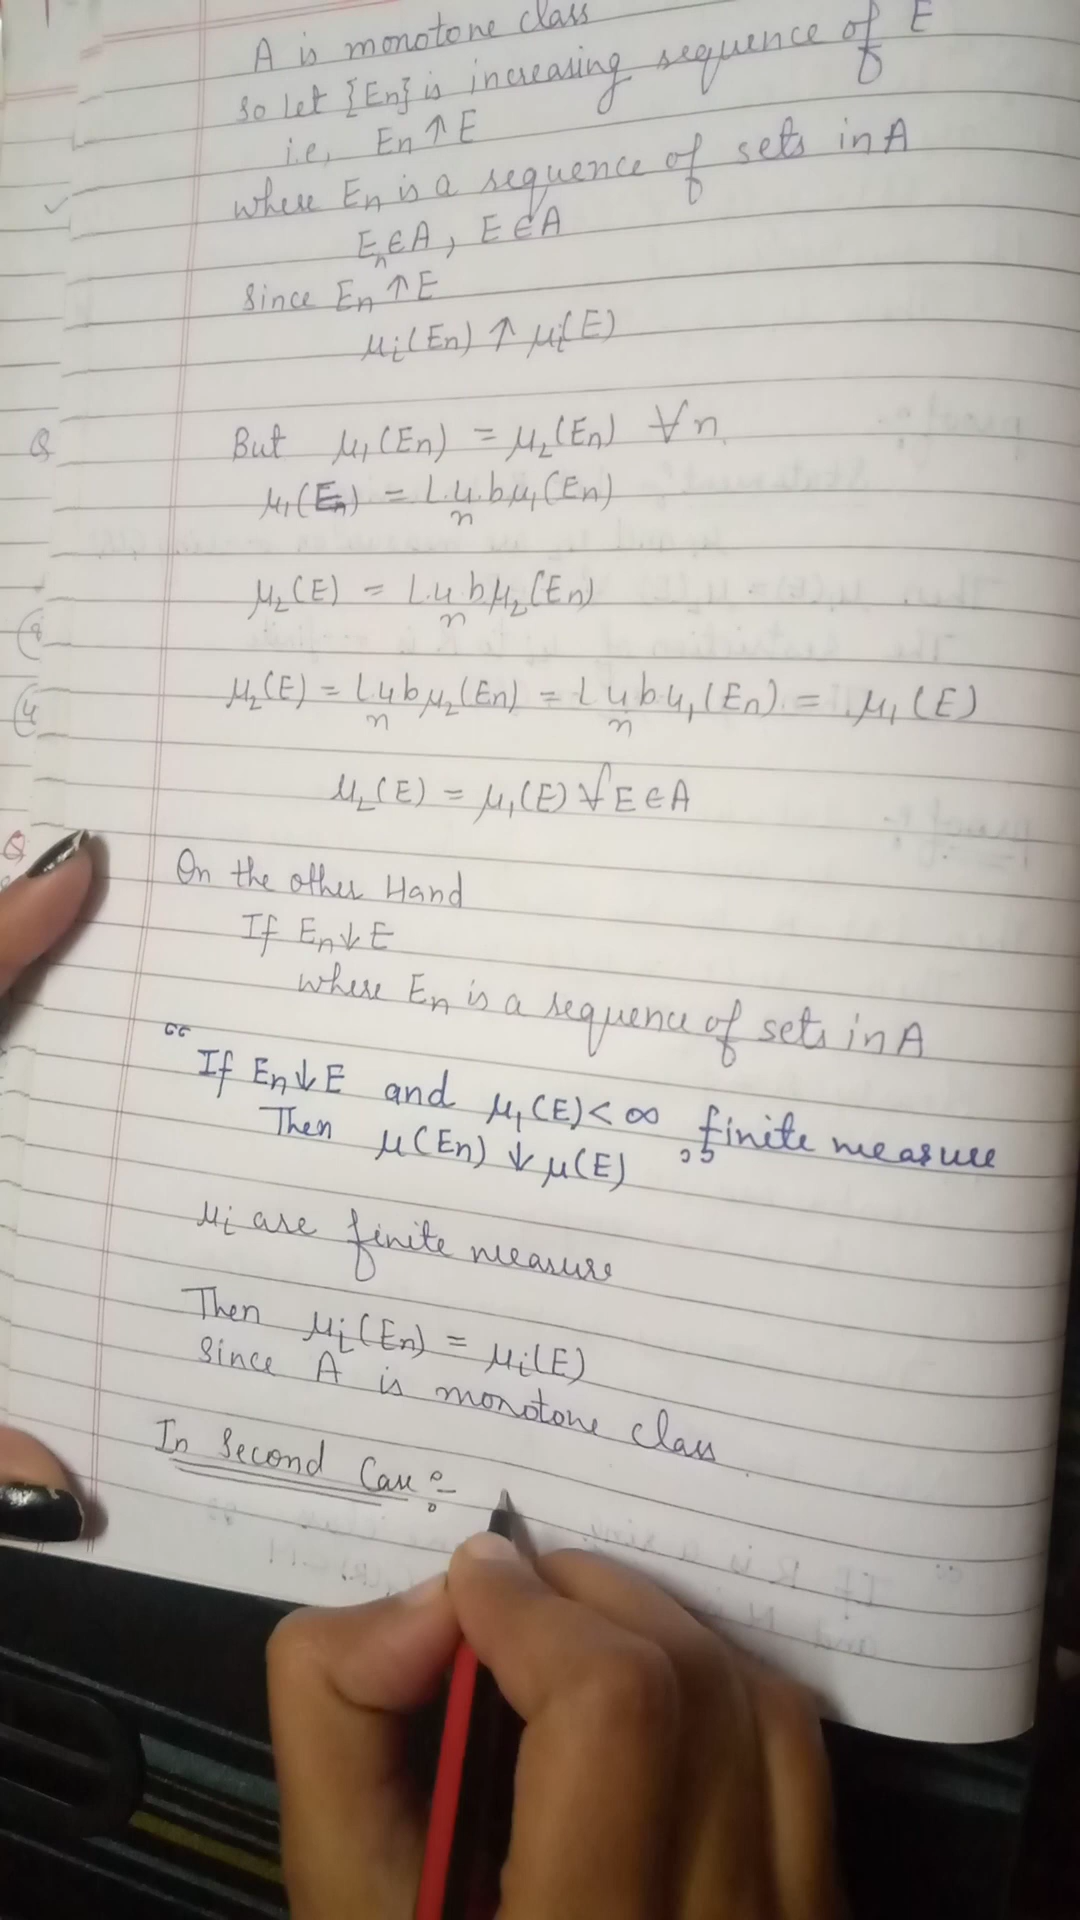 A is monotone class
so let {En} is increasing sequence of E
i.e, En ↑ E
where En is a sequence of sets in A
En ∈ A, E ∈ A
Since En ↑ E
μi(En) ↑ μi(E)
But μ1(En) = μ2(En) ∀ n
μ1(En) = L.u.b μ1(En)
n
μ2(E) = L.u.b μ2(En)
n
μ2(E) = L u b μ2(En) = L u b μ1(En) = μ1(E)
n n
μ2(E) = μ1(E) ∀ E ∈ A
On the other Hand
If En ↓ E
where En is a sequence of sets in A
"If En ↓ E and μ1(E) < ∞ finite measure
Then μ(En) ↓ μ(E)"
μi are finite measure
Then μi(En) = μi(E)
Since A is monotone class
In Second Case :-